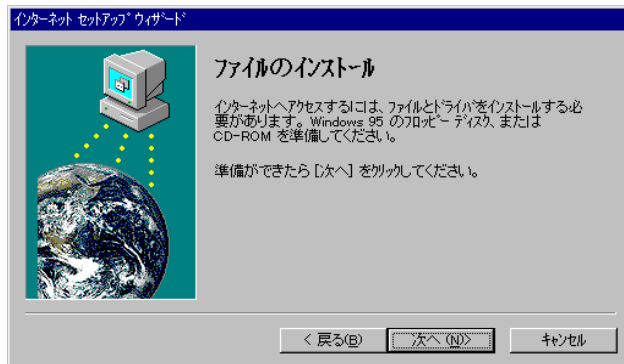 インターネット セットアップ ウィザード
ファイルのインストール
インターネットへアクセスするには、ファイルとドライバをインストールする必
要があります。Windows 95 のフロッピー ディスク、または
CD-ROM を準備してください。
準備ができたら [次へ] をクリックしてください。
< 戻る(B)
次へ (N)>
キャンセル